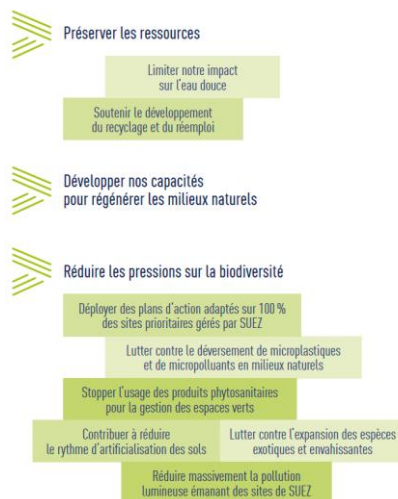 Préserver les ressources
Limiter notre impact
sur l'eau douce
Soutenir le développement
du recyclage et du réemploi
Développer nos capacités
pour régénérer les milieux naturels
Réduire les pressions sur la biodiversité
Déployer des plans d'action adaptés sur 100 %
des sites prioritaires gérés par SUEZ
Lutter contre le déversement de microplastiques
et de micropolluants en milieux naturels
Stopper l'usage des produits phytosanitaires
pour la gestion des espaces verts
Contribuer à réduire
le rythme d'artificialisation des sols
Lutter contre l'expansion des espèces
exotiques et envahissantes
Réduire massivement la pollution
lumineuse émanant des sites de SUEZ